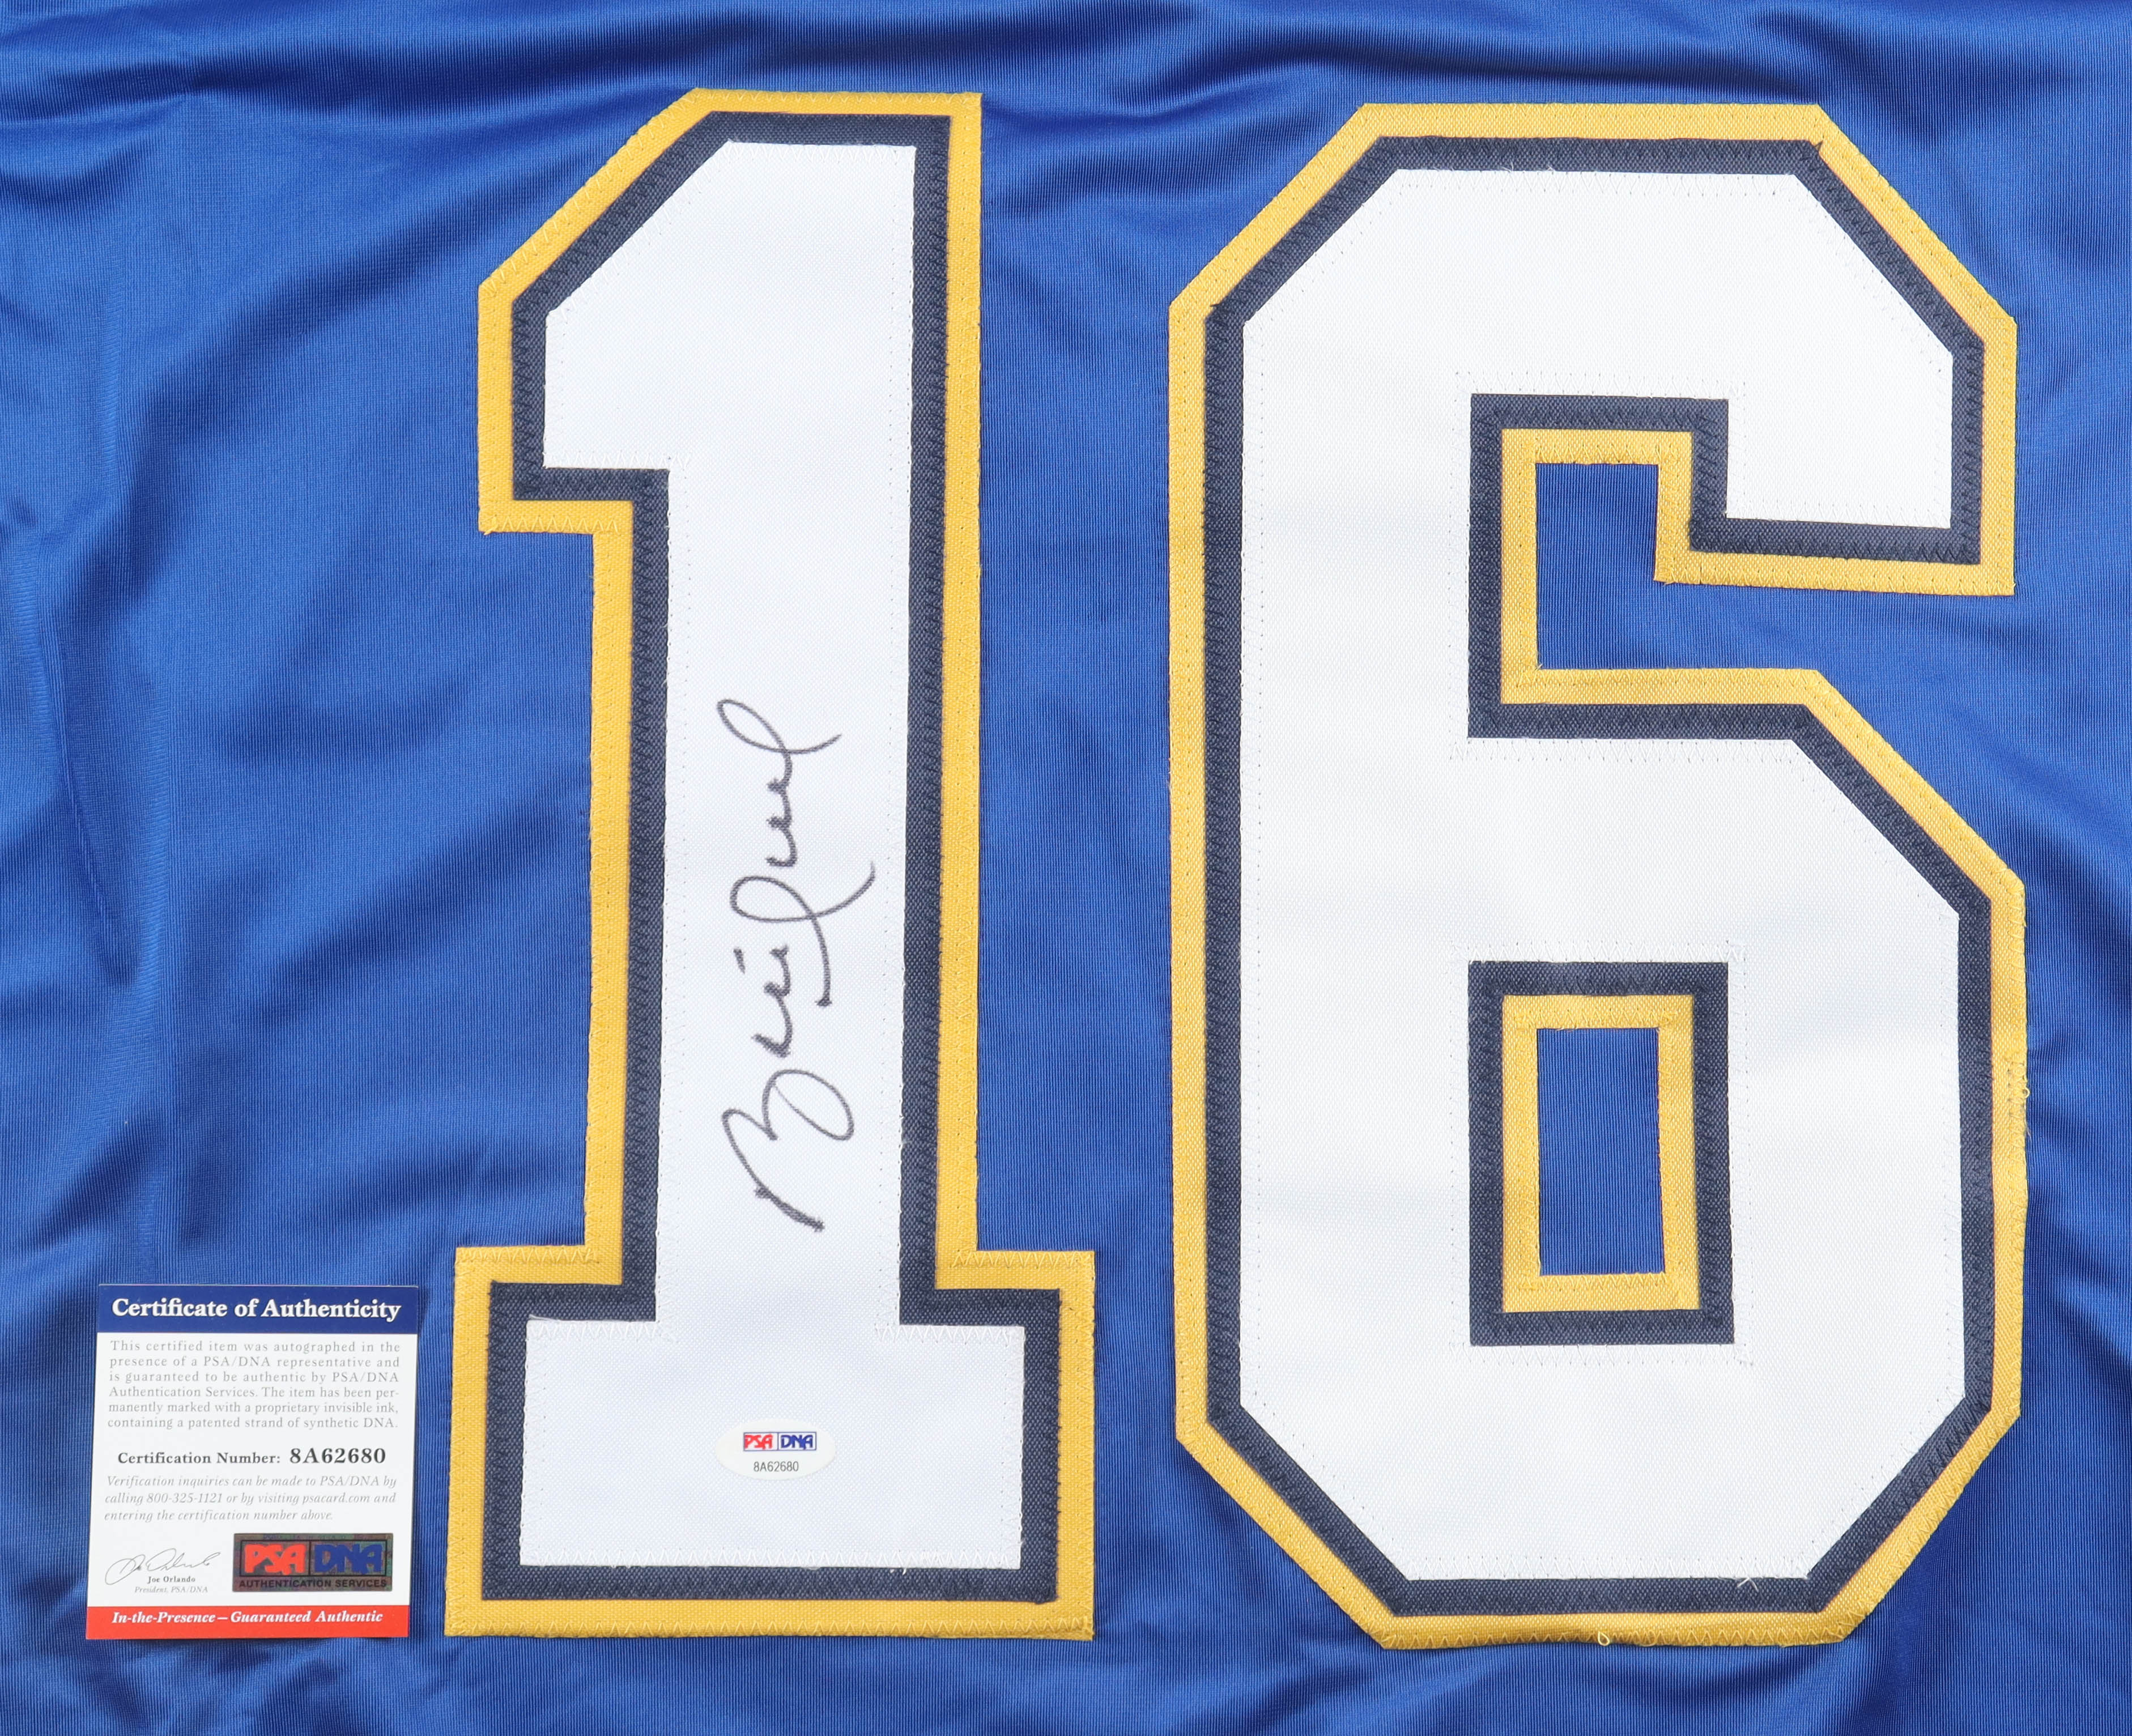 16
Certificate of Authenticity
This certified item was autographed in the
presence of a PSA/DNA representative and
is guaranteed to be authentic by PSA/DNA
Authentication Services. The item has been per-
manently marked with a proprietary invisible ink,
containing a patented strand of synthetic DNA.
Certification Number: 8A62680
Verification inquiries can be made to PSA/DNA by
calling 800-325-1121 or by visiting psacard.com and
entering the certification number above.
Joe Orlando
President, PSA/DNA
PSA DNA
AUTHENTICATION SERVICES
In-the-Presence – Guaranteed Authentic
PSA DNA
8A62680